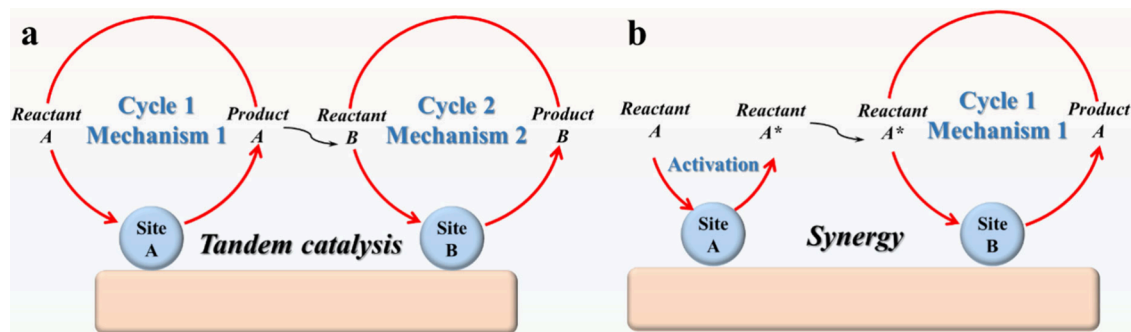 a
Reactant
A
Cycle 1
Mechanism 1
Product
A
Reactant
B
Cycle 2
Mechanism 2
Product
B
Site
A
Tandem catalysis
Site
B
b
Reactant
A
Reactant
A*
Activation
Reactant
A*
Cycle 1
Mechanism 1
Product
A
Site
A
Synergy
Site
B